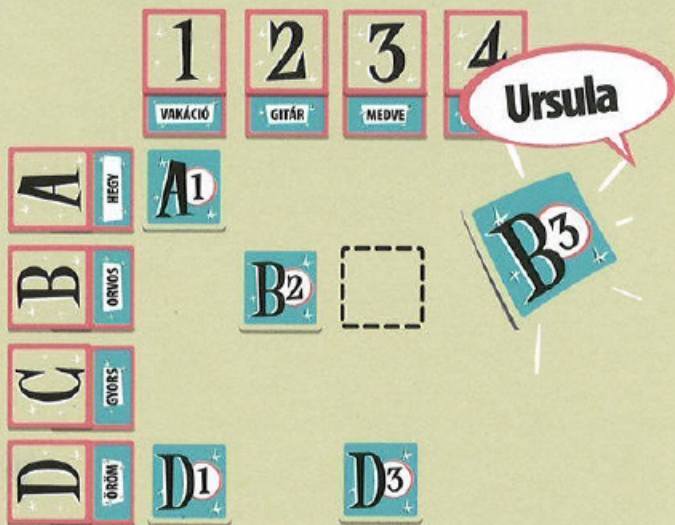 1 2 3 4
VAKÁCIÓ GITÁR MEDVE
Ursula
A HEGY A1
B3
B ORVOS B2
C GYORS
D ÖRÖM D1 D3